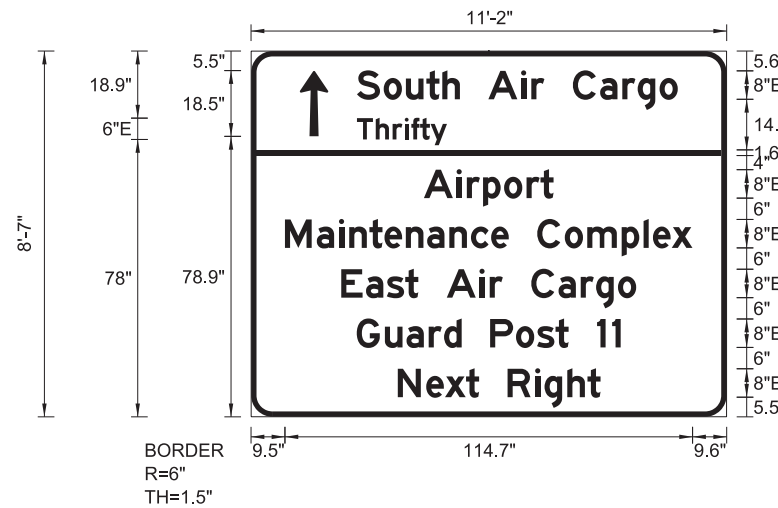 11'-2"
5.5"
18.9"
18.5"
6"E
8'-7"
78"
78.9"
South Air Cargo
Thrifty
Airport
Maintenance Complex
East Air Cargo
Guard Post 11
Next Right
5.6
8"E
14.
1.6
4"
8"E
6"
8"E
6"
8"E
6"
8"E
6"
8"E
5.5
BORDER
R=6"
TH=1.5"
9.5"
114.7"
9.6"